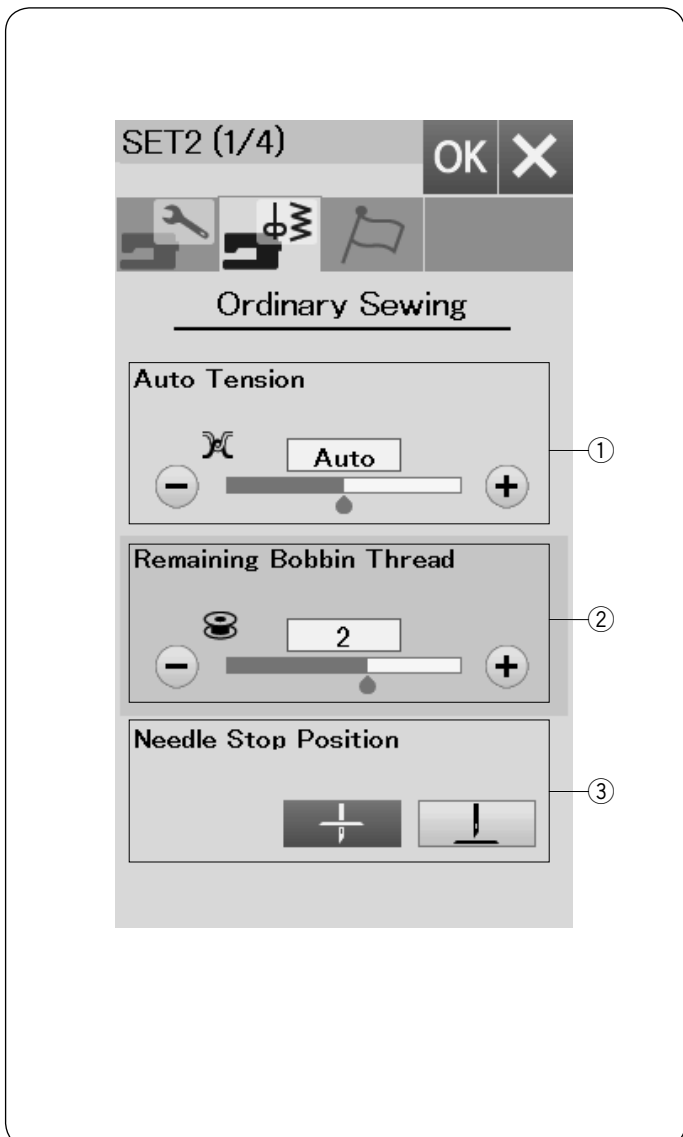 SET2 (1/4)
OK
Ordinary Sewing
Auto Tension
Auto
①
Remaining Bobbin Thread
2
②
Needle Stop Position
③